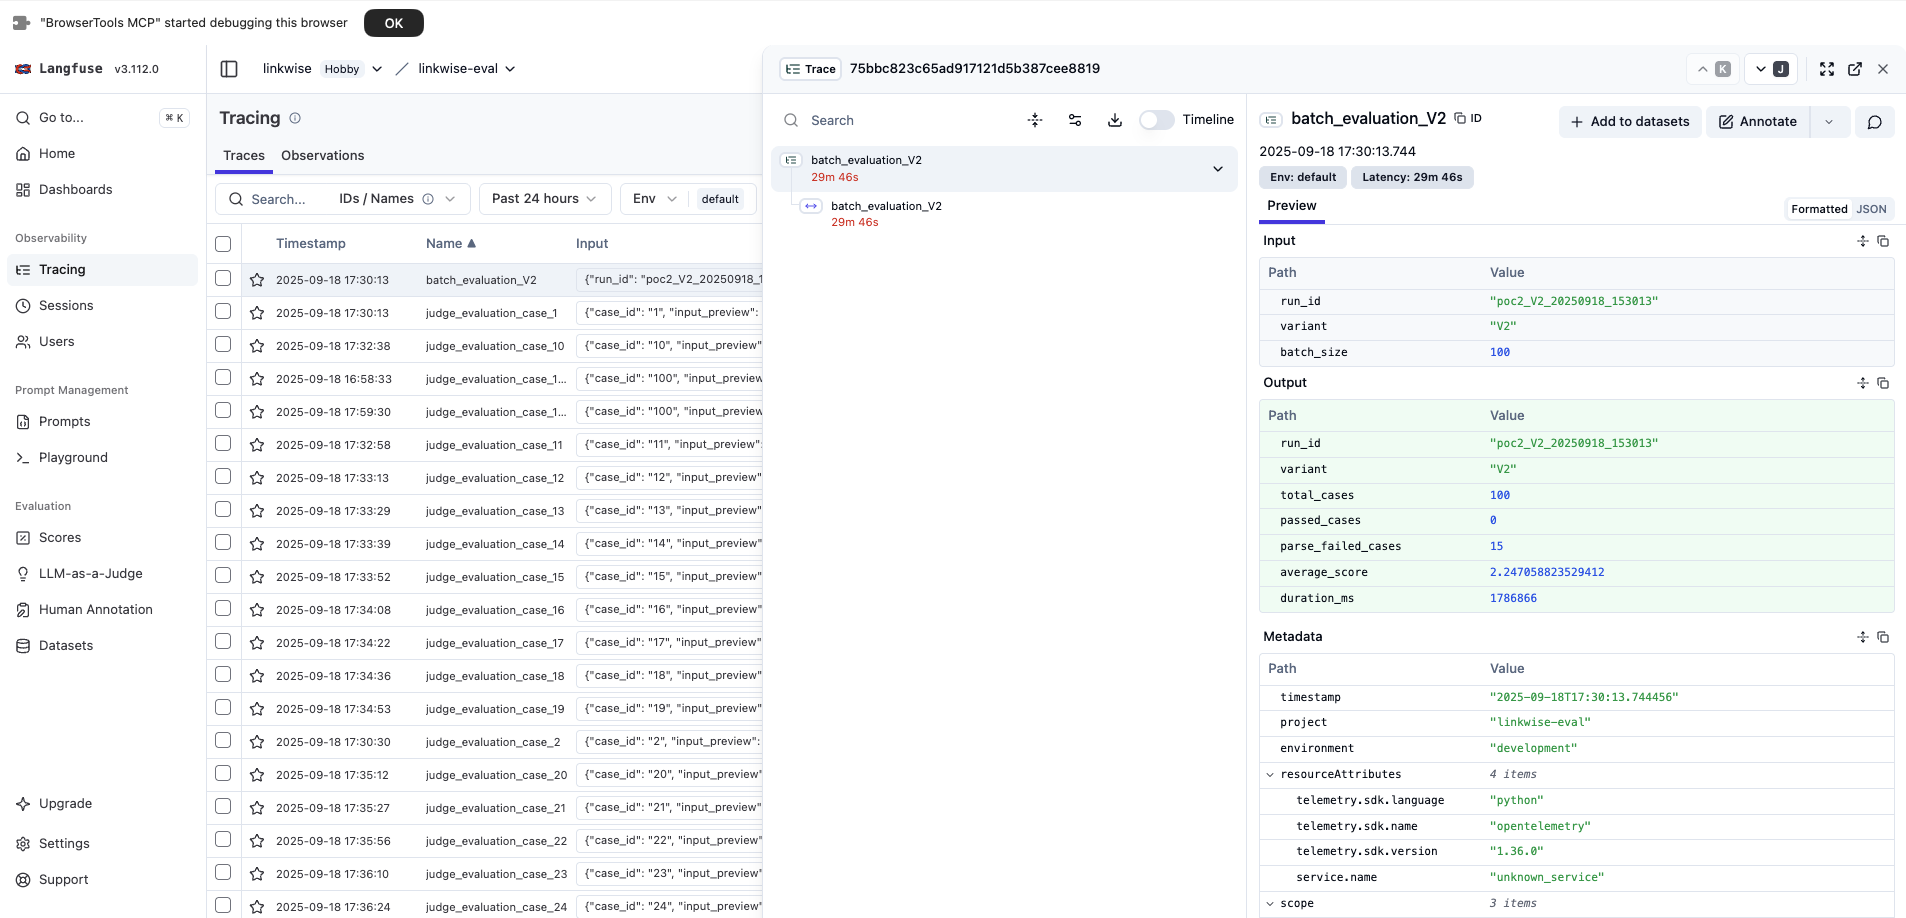 "BrowserTools MCP" started debugging this browser OK
Langfuse v3.112.0
Go to... ⌘ K
Home
Dashboards
Observability
Tracing
Sessions
Users
Prompt Management
Prompts
Playground
Evaluation
Scores
LLM-as-a-Judge
Human Annotation
Datasets
Upgrade
Settings
Support
linkwise Hobby / linkwise-eval
Tracing
Traces Observations
Search... IDs / Names Past 24 hours Env default
Timestamp Name ▲ Input
2025-09-18 17:30:13 batch_evaluation_V2 {"run_id": "poc2_V2_20250918_1
2025-09-18 17:30:13 judge_evaluation_case_1 {"case_id": "1", "input_preview":
2025-09-18 17:32:38 judge_evaluation_case_10 {"case_id": "10", "input_preview"
2025-09-18 16:58:33 judge_evaluation_case_1... {"case_id": "100", "input_preview
2025-09-18 17:59:30 judge_evaluation_case_1... {"case_id": "100", "input_preview
2025-09-18 17:32:58 judge_evaluation_case_11 {"case_id": "11", "input_preview":
2025-09-18 17:33:13 judge_evaluation_case_12 {"case_id": "12", "input_preview"
2025-09-18 17:33:29 judge_evaluation_case_13 {"case_id": "13", "input_preview"
2025-09-18 17:33:39 judge_evaluation_case_14 {"case_id": "14", "input_preview"
2025-09-18 17:33:52 judge_evaluation_case_15 {"case_id": "15", "input_preview"
2025-09-18 17:34:08 judge_evaluation_case_16 {"case_id": "16", "input_preview"
2025-09-18 17:34:22 judge_evaluation_case_17 {"case_id": "17", "input_preview"
2025-09-18 17:34:36 judge_evaluation_case_18 {"case_id": "18", "input_preview"
2025-09-18 17:34:53 judge_evaluation_case_19 {"case_id": "19", "input_preview"
2025-09-18 17:30:30 judge_evaluation_case_2 {"case_id": "2", "input_preview":
2025-09-18 17:35:12 judge_evaluation_case_20 {"case_id": "20", "input_preview"
2025-09-18 17:35:27 judge_evaluation_case_21 {"case_id": "21", "input_preview"
2025-09-18 17:35:56 judge_evaluation_case_22 {"case_id": "22", "input_preview"
2025-09-18 17:36:10 judge_evaluation_case_23 {"case_id": "23", "input_preview"
2025-09-18 17:36:24 judge_evaluation_case_24 {"case_id": "24", "input_preview"
Trace 75bbc823c65ad917121d5b387cee8819 K J
Search Timeline
batch_evaluation_V2
29m 46s
batch_evaluation_V2
29m 46s
batch_evaluation_V2 ID Add to datasets Annotate
2025-09-18 17:30:13.744
Env: default Latency: 29m 46s
Preview Formatted JSON
Input
Path Value
run_id "poc2_V2_20250918_153013"
variant "V2"
batch_size 100
Output
Path Value
run_id "poc2_V2_20250918_153013"
variant "V2"
total_cases 100
passed_cases 0
parse_failed_cases 15
average_score 2.247058823529412
duration_ms 1786866
Metadata
Path Value
timestamp "2025-09-18T17:30:13.744456"
project "linkwise-eval"
environment "development"
resourceAttributes 4 items
telemetry.sdk.language "python"
telemetry.sdk.name "opentelemetry"
telemetry.sdk.version "1.36.0"
service.name "unknown_service"
scope 3 items